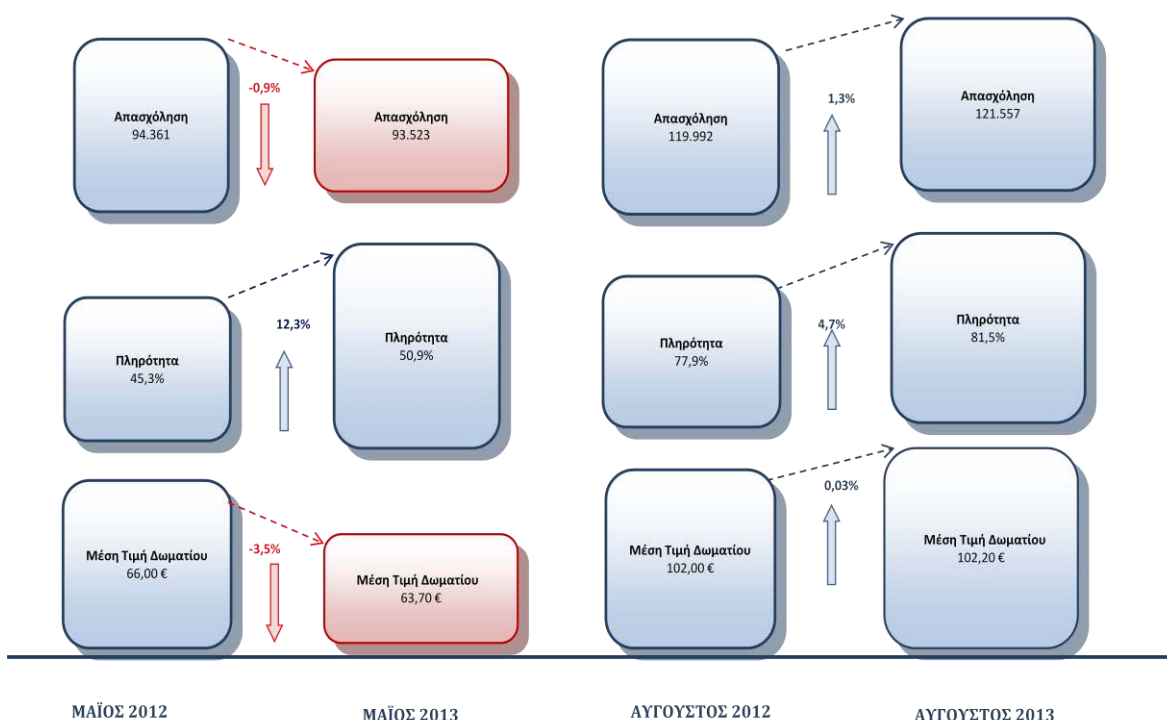 Απασχόληση
94.361
-0,9%
Απασχόληση
93.523
Απασχόληση
119.992
1,3%
Απασχόληση
121.557
Πληρότητα
45,3%
12,3%
Πληρότητα
50,9%
Πληρότητα
77,9%
4,7%
Πληρότητα
81,5%
Μέση Τιμή Δωματίου
66,00 €
-3,5%
Μέση Τιμή Δωματίου
63,70 €
Μέση Τιμή Δωματίου
102,00 €
0,03%
Μέση Τιμή Δωματίου
102,20 €
ΜΑΪΟΣ 2012
ΜΑΪΟΣ 2013
ΑΥΓΟΥΣΤΟΣ 2012
ΑΥΓΟΥΣΤΟΣ 2013